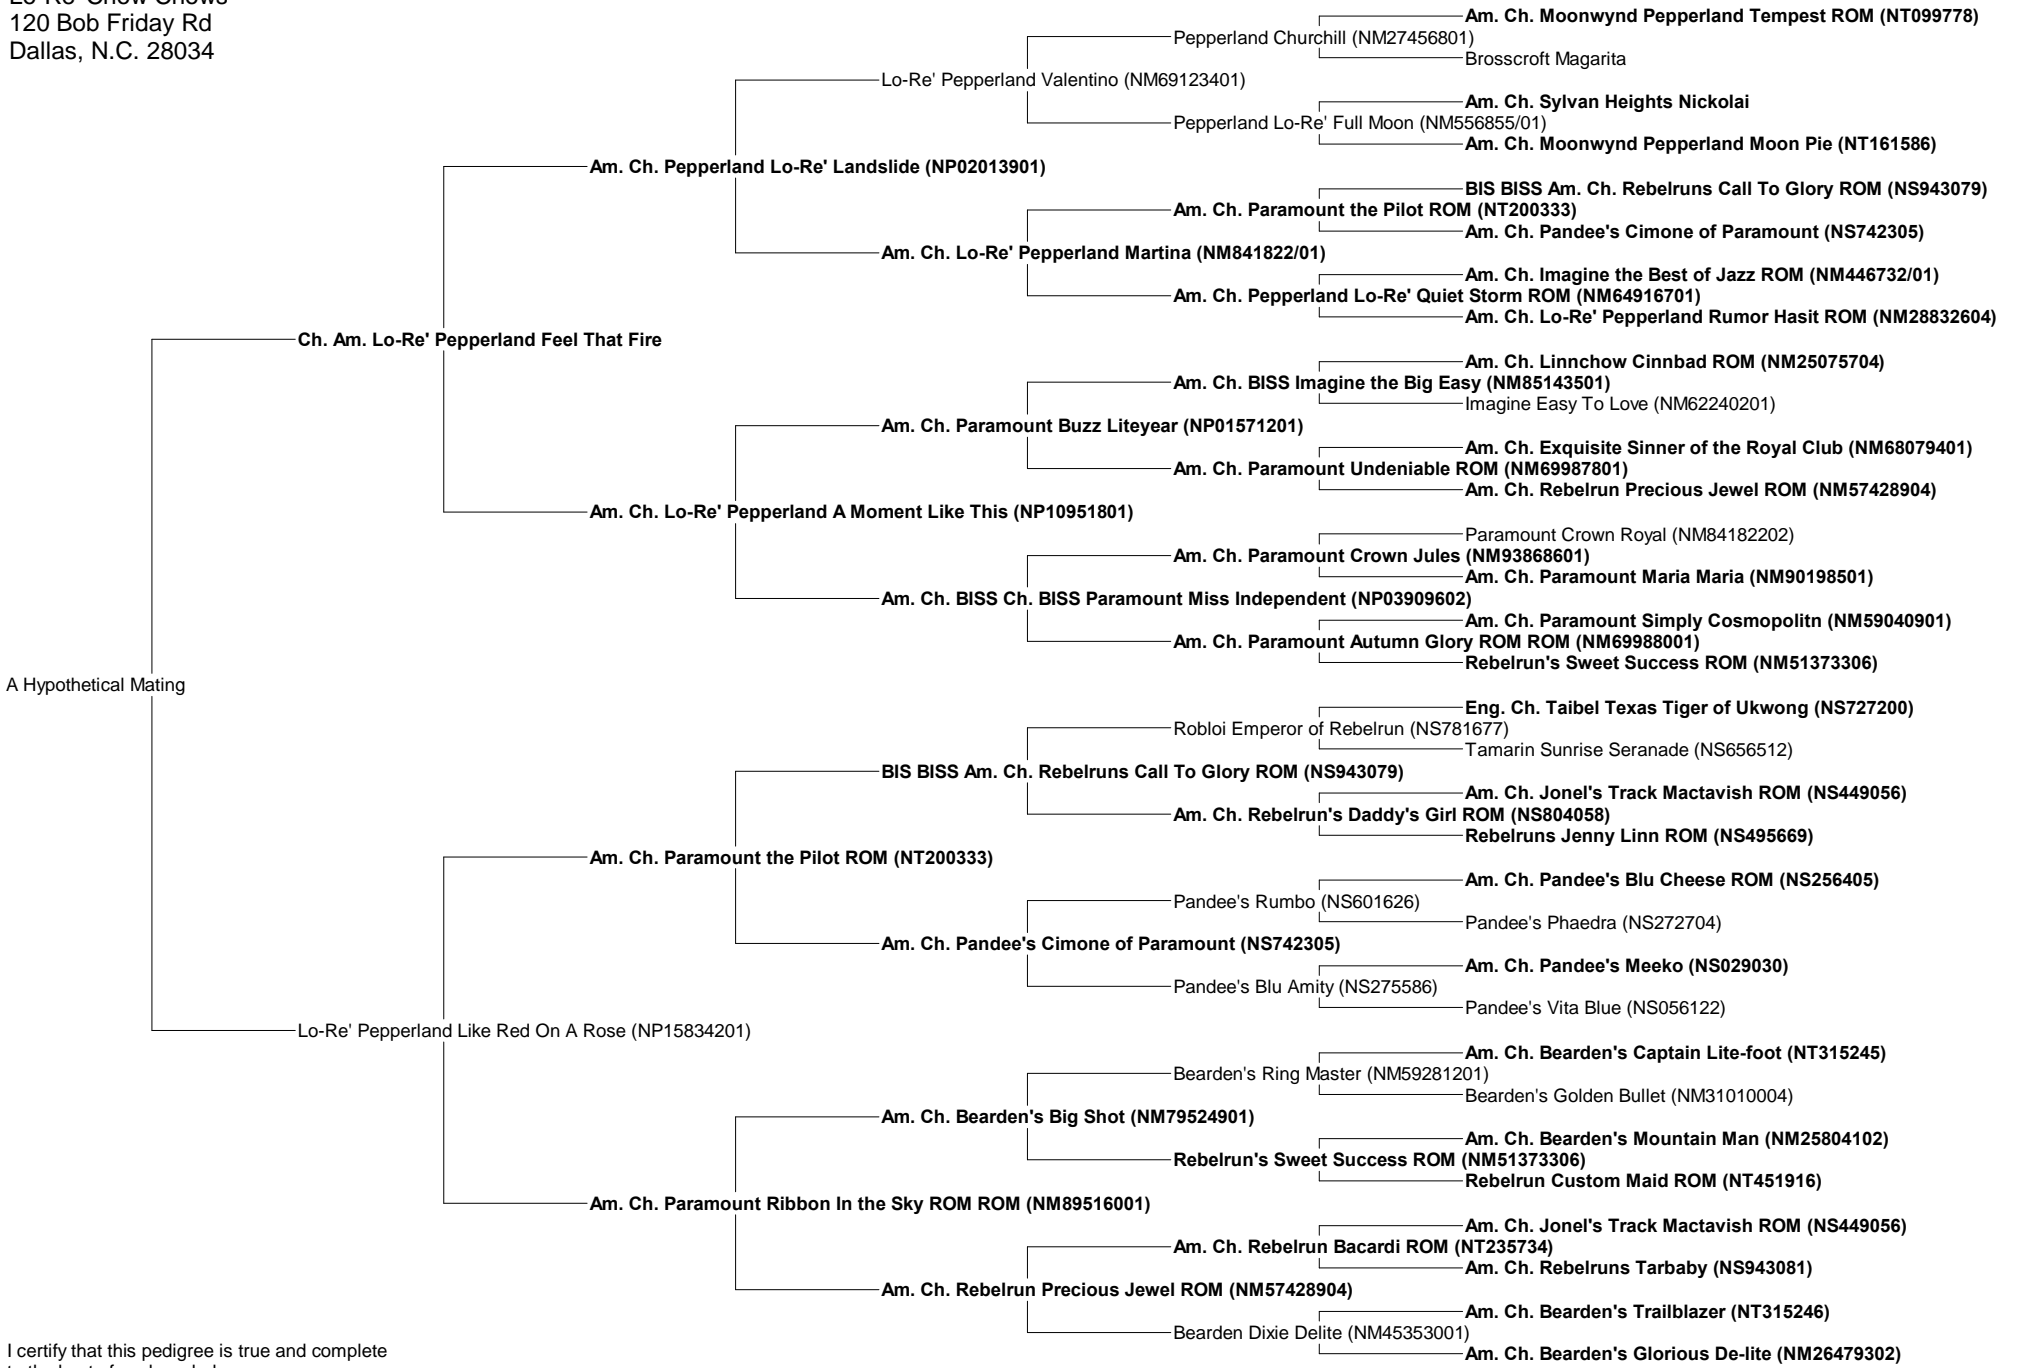 120 Bob Friday Rd
Dallas, N.C. 28034
Am. Ch. Moonwynd Pepperland Tempest ROM (NT099778)
Pepperland Churchill (NM27456801)
Brosscroft Magarita
Lo-Re' Pepperland Valentino (NM69123401)
Am. Ch. Sylvan Heights Nickolai
Pepperland Lo-Re' Full Moon (NM556855/01)
Am. Ch. Moonwynd Pepperland Moon Pie (NT161586)
Am. Ch. Pepperland Lo-Re' Landslide (NP02013901)
BIS BISS Am. Ch. Rebelruns Call To Glory ROM (NS943079)
Am. Ch. Paramount the Pilot ROM (NT200333)
Am. Ch. Pandee's Cimone of Paramount (NS742305)
Am. Ch. Lo-Re' Pepperland Martina (NM841822/01)
Am. Ch. Imagine the Best of Jazz ROM (NM446732/01)
Am. Ch. Pepperland Lo-Re' Quiet Storm ROM (NM64916701)
Am. Ch. Lo-Re' Pepperland Rumor Hasit ROM (NM28832604)
Ch. Am. Lo-Re' Pepperland Feel That Fire
Am. Ch. Linnchow Cinnbad ROM (NM25075704)
Am. Ch. BISS Imagine the Big Easy (NM85143501)
Imagine Easy To Love (NM62240201)
Am. Ch. Paramount Buzz Liteyear (NP01571201)
Am. Ch. Exquisite Sinner of the Royal Club (NM68079401)
Am. Ch. Paramount Undeniable ROM (NM69987801)
Am. Ch. Rebelrun Precious Jewel ROM (NM57428904)
Am. Ch. Lo-Re' Pepperland A Moment Like This (NP10951801)
Paramount Crown Royal (NM84182202)
Am. Ch. Paramount Crown Jules (NM93868601)
Am. Ch. Paramount Maria Maria (NM90198501)
Am. Ch. BISS Ch. BISS Paramount Miss Independent (NP03909602)
Am. Ch. Paramount Simply Cosmopolitn (NM59040901)
Am. Ch. Paramount Autumn Glory ROM ROM (NM69988001)
Rebelrun's Sweet Success ROM (NM51373306)
A Hypothetical Mating
Eng. Ch. Taibel Texas Tiger of Ukwong (NS727200)
Robloi Emperor of Rebelrun (NS781677)
Tamarin Sunrise Seranade (NS656512)
BIS BISS Am. Ch. Rebelruns Call To Glory ROM (NS943079)
Am. Ch. Jonel's Track Mactavish ROM (NS449056)
Am. Ch. Rebelrun's Daddy's Girl ROM (NS804058)
Rebelruns Jenny Linn ROM (NS495669)
Am. Ch. Paramount the Pilot ROM (NT200333)
Am. Ch. Pandee's Blu Cheese ROM (NS256405)
Pandee's Rumbo (NS601626)
Pandee's Phaedra (NS272704)
Am. Ch. Pandee's Cimone of Paramount (NS742305)
Am. Ch. Pandee's Meeko (NS029030)
Pandee's Blu Amity (NS275586)
Pandee's Vita Blue (NS056122)
Lo-Re' Pepperland Like Red On A Rose (NP15834201)
Am. Ch. Bearden's Captain Lite-foot (NT315245)
Bearden's Ring Master (NM59281201)
Bearden's Golden Bullet (NM31010004)
Am. Ch. Bearden's Big Shot (NM79524901)
Am. Ch. Bearden's Mountain Man (NM25804102)
Rebelrun's Sweet Success ROM (NM51373306)
Rebelrun Custom Maid ROM (NT451916)
Am. Ch. Paramount Ribbon In the Sky ROM ROM (NM89516001)
Am. Ch. Jonel's Track Mactavish ROM (NS449056)
Am. Ch. Rebelrun Bacardi ROM (NT235734)
Am. Ch. Rebelruns Tarbaby (NS943081)
Am. Ch. Rebelrun Precious Jewel ROM (NM57428904)
Am. Ch. Bearden's Trailblazer (NT315246)
Bearden Dixie Delite (NM45353001)
Am. Ch. Bearden's Glorious De-lite (NM26479302)
I certify that this pedigree is true and complete